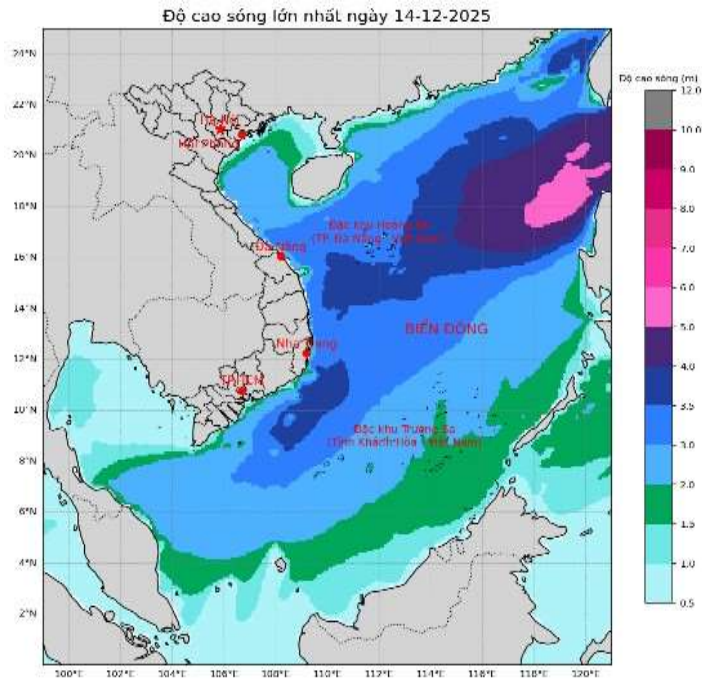 Độ cao sóng lớn nhất ngày 14-12-2025
Độ cao sóng (m)
24°N
22°N
20°N
18°N
16°N
14°N
12°N
10°N
8°N
6°N
4°N
2°N
100°E
102°E
104°E
106°E
108°E
110°E
112°E
114°E
116°E
118°E
120°E
Đà Nẵng
BIỂN ĐÔNG
Nha Trang
TP.HCM
Đặc khu Trường Sa
(Tỉnh Khánh Hòa - Việt Nam)
Đặc khu Hoàng Sa
(TP. Đà Nẵng - Việt Nam)
Hà Nội
Hải Phòng
12.0
10.0
9.0
8.0
7.0
6.0
5.0
4.0
3.5
3.0
2.0
1.5
1.0
0.5